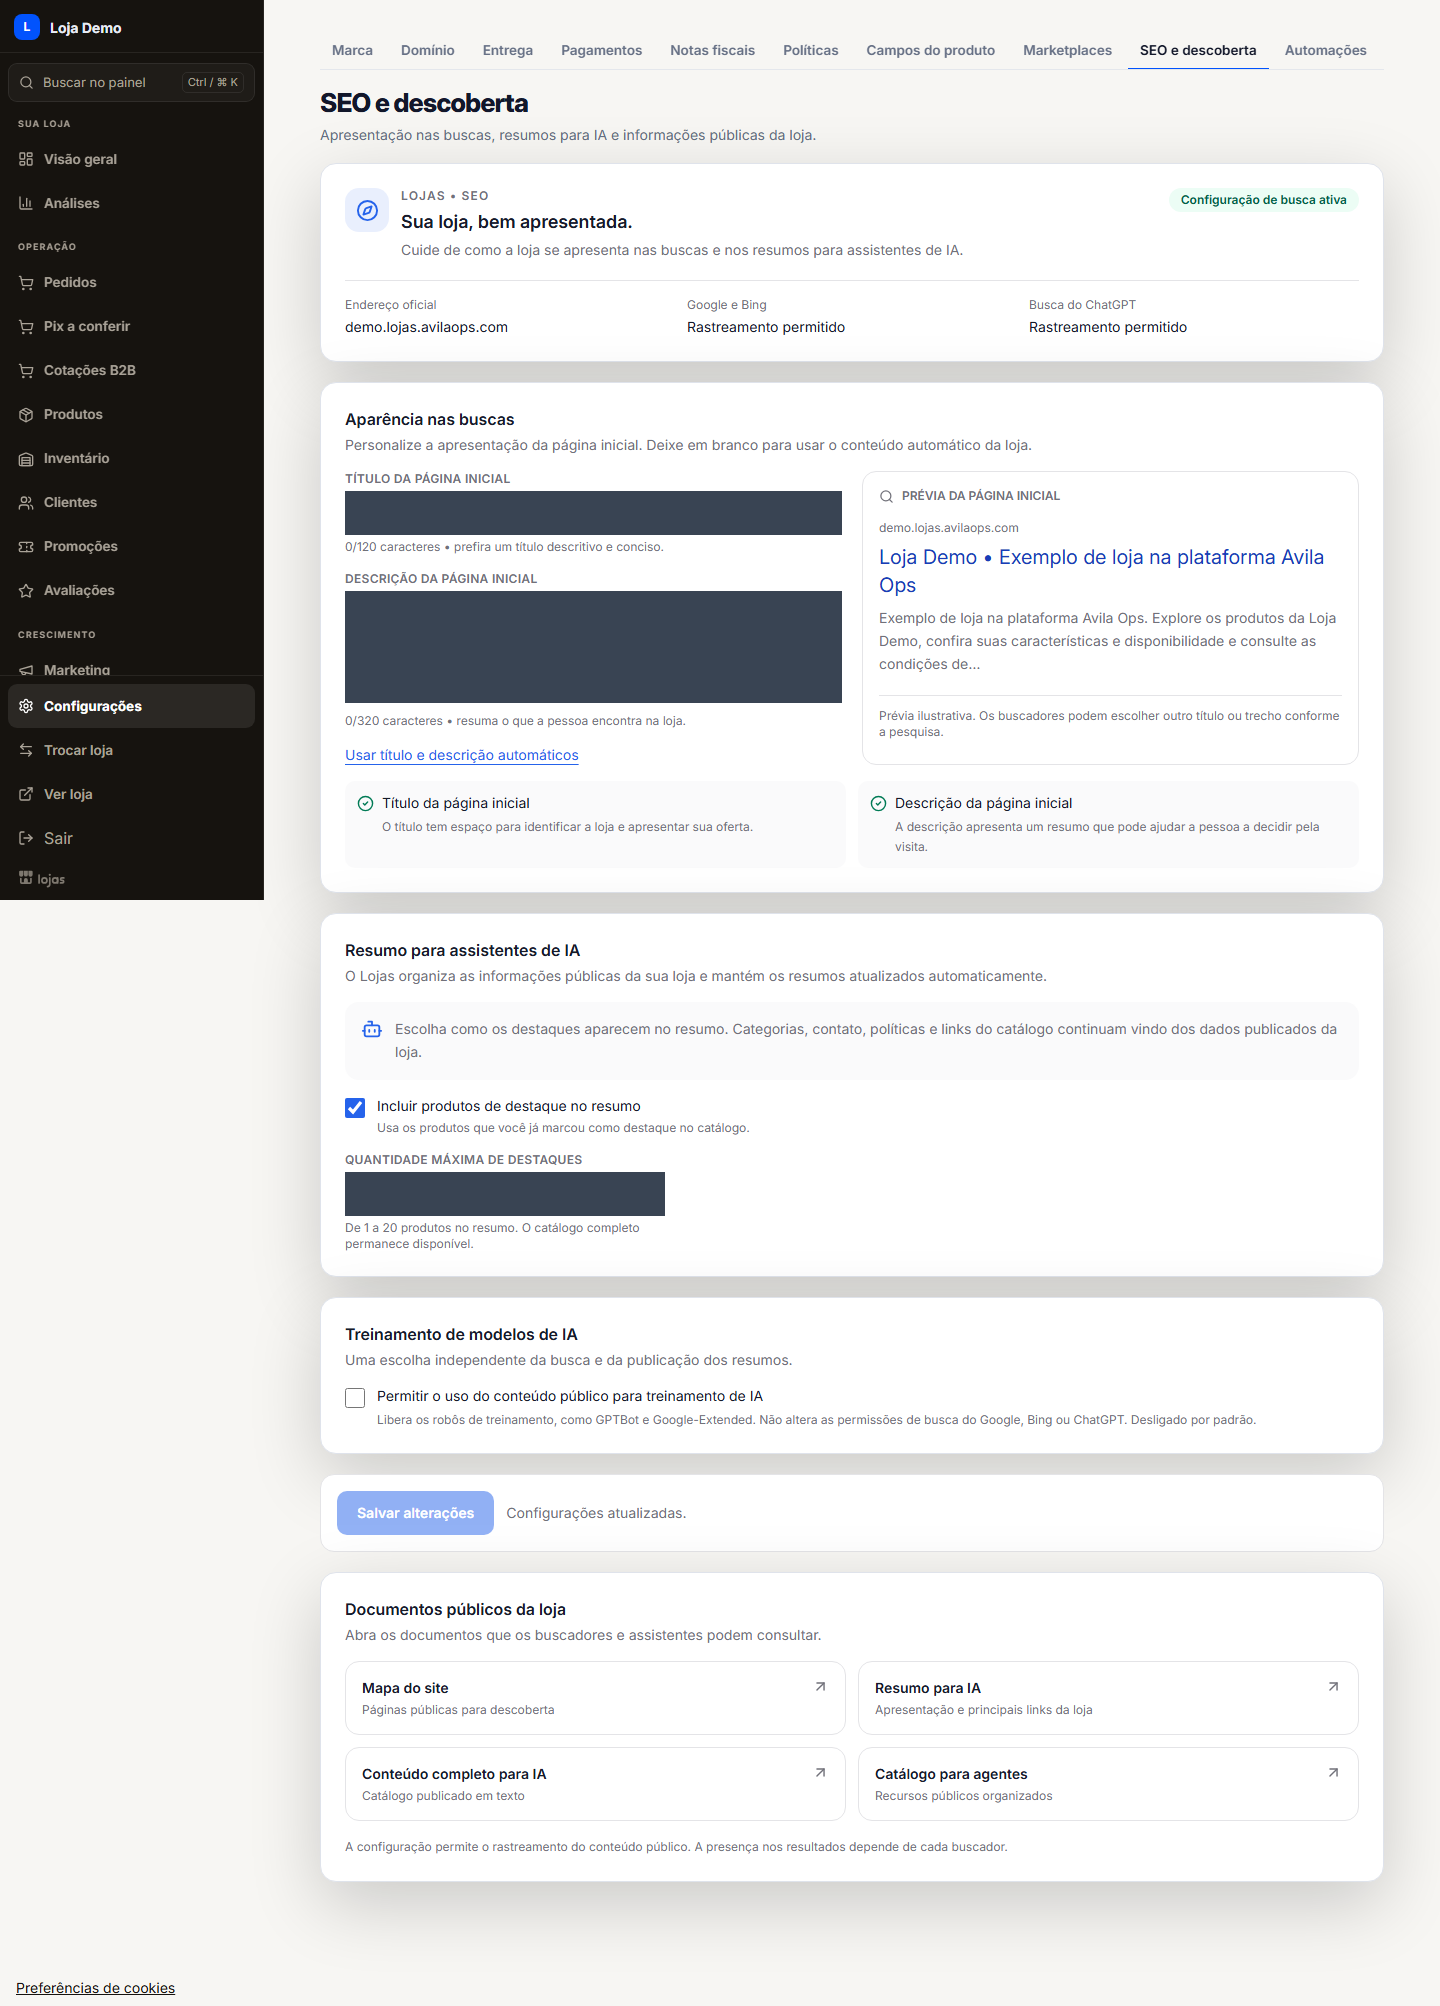 L
Loja Demo
Buscar no painel
Ctrl / ⌘ K
SUA LOJA
Visão geral
Análises
OPERAÇÃO
Pedidos
Pix a conferir
Cotações B2B
Produtos
Inventário
Clientes
Promoções
Avaliações
CRESCIMENTO
Marketing
Configurações
Trocar loja
Ver loja
Sair
lojas
Marca
Domínio
Entrega
Pagamentos
Notas fiscais
Políticas
Campos do produto
Marketplaces
SEO e descoberta
Automações
SEO e descoberta
Apresentação nas buscas, resumos para IA e informações públicas da loja.
LOJAS • SEO
Sua loja, bem apresentada.
Cuide de como a loja se apresenta nas buscas e nos resumos para assistentes de IA.
Configuração de busca ativa
Endereço oficial
demo.lojas.avilaops.com
Google e Bing
Rastreamento permitido
Busca do ChatGPT
Rastreamento permitido
Aparência nas buscas
Personalize a apresentação da página inicial. Deixe em branco para usar o conteúdo automático da loja.
TÍTULO DA PÁGINA INICIAL
0/120 caracteres • prefira um título descritivo e conciso.
DESCRIÇÃO DA PÁGINA INICIAL
0/320 caracteres • resuma o que a pessoa encontra na loja.
Usar título e descrição automáticos
PRÉVIA DA PÁGINA INICIAL
demo.lojas.avilaops.com
Loja Demo • Exemplo de loja na plataforma Avila
Ops
Exemplo de loja na plataforma Avila Ops. Explore os produtos da Loja
Demo, confira suas características e disponibilidade e consulte as
condições de...
Prévia ilustrativa. Os buscadores podem escolher outro título ou trecho conforme
a pesquisa.
Título da página inicial
O título tem espaço para identificar a loja e apresentar sua oferta.
Descrição da página inicial
A descrição apresenta um resumo que pode ajudar a pessoa a decidir pela
visita.
Resumo para assistentes de IA
O Lojas organiza as informações públicas da sua loja e mantém os resumos atualizados automaticamente.
Escolha como os destaques aparecem no resumo. Categorias, contato, políticas e links do catálogo continuam vindo dos dados publicados da
loja.
Incluir produtos de destaque no resumo
Usa os produtos que você já marcou como destaque no catálogo.
QUANTIDADE MÁXIMA DE DESTAQUES
De 1 a 20 produtos no resumo. O catálogo completo
permanece disponível.
Treinamento de modelos de IA
Uma escolha independente da busca e da publicação dos resumos.
Permitir o uso do conteúdo público para treinamento de IA
Libera os robôs de treinamento, como GPTBot e Google-Extended. Não altera as permissões de busca do Google, Bing ou ChatGPT. Desligado por padrão.
Salvar alterações
Configurações atualizadas.
Documentos públicos da loja
Abra os documentos que os buscadores e assistentes podem consultar.
Mapa do site
Páginas públicas para descoberta
Resumo para IA
Apresentação e principais links da loja
Conteúdo completo para IA
Catálogo publicado em texto
Catálogo para agentes
Recursos públicos organizados
A configuração permite o rastreamento do conteúdo público. A presença nos resultados depende de cada buscador.
Preferências de cookies